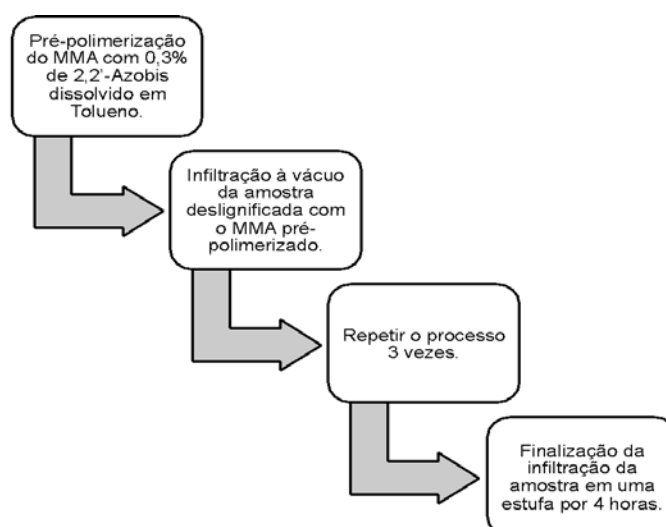 Pré-polimerização
do MMA com 0,3%
de 2,2'-Azobis
dissolvido em
Tolueno.
Infiltração à vácuo
da amostra
deslignificada com
o MMA pré-
polimerizado.
Repetir o processo
3 vezes.
Finalização da
infiltração da
amostra em uma
estufa por 4 horas.